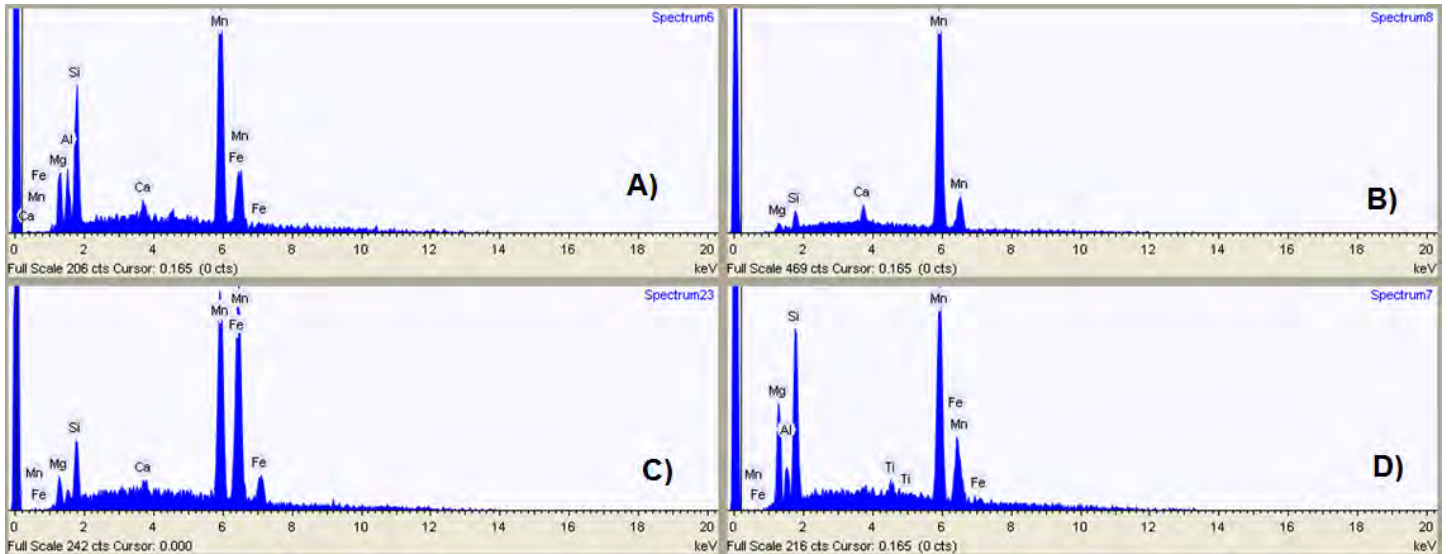 Spectrum6
Mn
Si
Al
Mn
Fe
Mg
Fe
Mn
Ca
Ca
Fe
A)
0 2 4 6 8 10 12 14 16 18 20
Full Scale 206 cts Cursor: 0.165 (0 cts) keV
Spectrum8
Mn
Mg
Si
Ca
Mn
B)
0 2 4 6 8 10 12 14 16 18 20
Full Scale 469 cts Cursor: 0.165 (0 cts) keV
Spectrum23
Mn
Mn
Fe
Si
Mg
Mn
Fe
Ca
Fe
C)
0 2 4 6 8 10 12 14 16 18 20
Full Scale 242 cts Cursor: 0.000 keV
Spectrum7
Mn
Si
Mg
Al
Fe
Mn
Mn
Fe
Ti
Ti
Fe
D)
0 2 4 6 8 10 12 14 16 18 20
Full Scale 216 cts Cursor: 0.165 (0 cts) keV